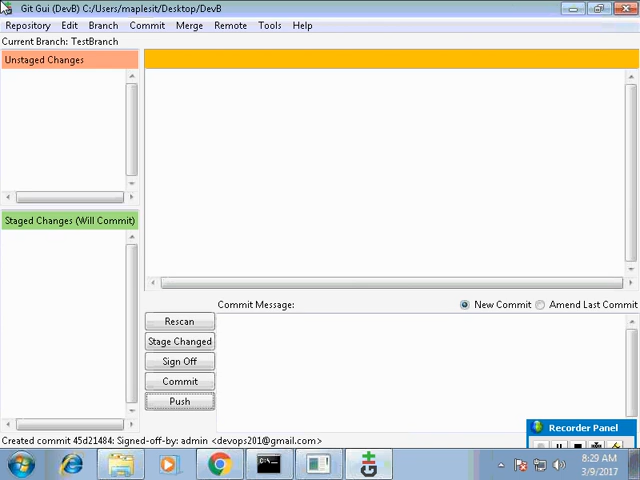 Git Gui (DevB) C:/Users/maplesit/Desktop/DevB
Repository Edit Branch Commit Merge Remote Tools Help
Current Branch: TestBranch
Unstaged Changes
Staged Changes (Will Commit)
Commit Message:
New Commit
Amend Last Commit
Rescan
Stage Changed
Sign Off
Commit
Push
Created commit 45d21484: Signed-off-by: admin <devops201@gmail.com>
Recorder Panel
C:\
8:29 AM
3/9/2017